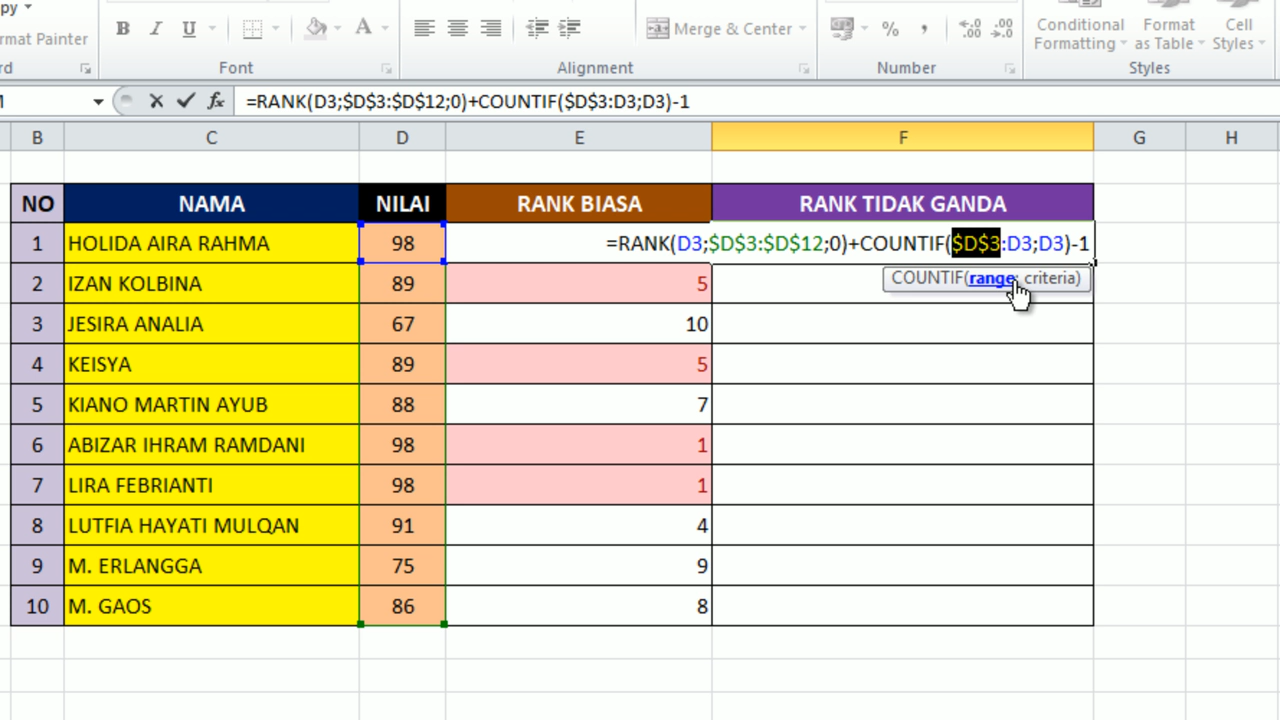 py
rmat Painter
B I U A Merge & Center % , Conditional Formatting Format as Table Cell Styles
rd Font Alignment Number Styles
fx =RANK(D3;$D$3:$D$12;0)+COUNTIF($D$3:D3;D3)-1
B C D E F G H
NO NAMA NILAI RANK BIASA RANK TIDAK GANDA
1 HOLIDA AIRA RAHMA 98 =RANK(D3;$D$3:$D$12;0)+COUNTIF($D$3:D3;D3)-1
2 IZAN KOLBINA 89 5 COUNTIF(range; criteria)
3 JESIRA ANALIA 67 10
4 KEISYA 89 5
5 KIANO MARTIN AYUB 88 7
6 ABIZAR IHRAM RAMDANI 98 1
7 LIRA FEBRIANTI 98 1
8 LUTFIA HAYATI MULQAN 91 4
9 M. ERLANGGA 75 9
10 M. GAOS 86 8